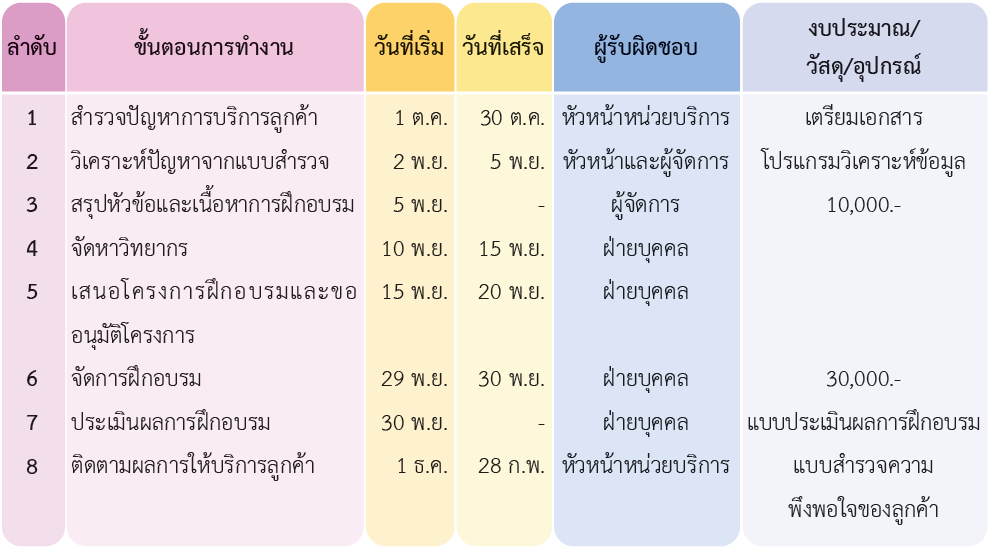 ลำดับ ขั้นตอนการทำงาน วันที่เริ่ม วันที่เสร็จ ผู้รับผิดชอบ งบประมาณ/
วัสดุ/อุปกรณ์
1 สำรวจปัญหาการบริการลูกค้า 1 ต.ค. 30 ต.ค. หัวหน้าหน่วยบริการ เตรียมเอกสาร
2 วิเคราะห์ปัญหาจากแบบสำรวจ 2 พ.ย. 5 พ.ย. หัวหน้าและผู้จัดการ โปรแกรมวิเคราะห์ข้อมูล
3 สรุปหัวข้อและเนื้อหาการฝึกอบรม 5 พ.ย. - ผู้จัดการ 10,000.-
4 จัดหาวิทยากร 10 พ.ย. 15 พ.ย. ฝ่ายบุคคล
5 เสนอโครงการฝึกอบรมและขอ 15 พ.ย. 20 พ.ย. ฝ่ายบุคคล
อนุมัติโครงการ
6 จัดการฝึกอบรม 29 พ.ย. 30 พ.ย. ฝ่ายบุคคล 30,000.-
7 ประเมินผลการฝึกอบรม 30 พ.ย. - ฝ่ายบุคคล แบบประเมินผลการฝึกอบรม
8 ติดตามผลการให้บริการลูกค้า 1 ธ.ค. 28 ก.พ. หัวหน้าหน่วยบริการ แบบสำรวจความ
พึงพอใจของลูกค้า